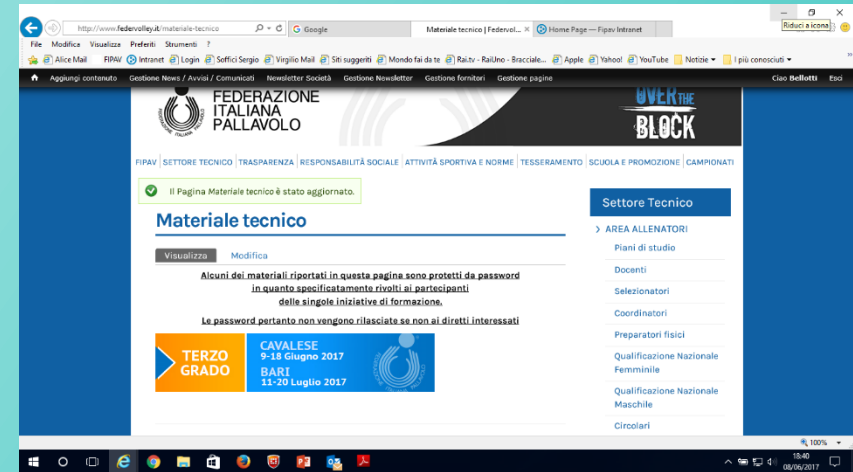 Riduci a icona
http://www.federvolley.it/materiale-tecnico
Google
Materiale tecnico | Federvol...
Home Page — Fipav Intranet
File Modifica Visualizza Preferiti Strumenti ?
Alice Mail FIPAV Intranet Login Soffici Sergio Virgilio Mail Siti suggeriti Mondo fai da te Rai.tv - RaiUno - Bracciale... Apple Yahoo! YouTube Notizie I più conosciuti
Aggiungi contenuto Gestione News / Avvisi / Comunicati Newsletter Società Gestione Newsletter Gestione fornitori Gestione pagine Ciao Bellotti Esci
FEDERAZIONE
ITALIANA
PALLAVOLO
OVER THE
BLOCK
FIPAV SETTORE TECNICO TRASPARENZA RESPONSABILITÀ SOCIALE ATTIVITÀ SPORTIVA E NORME TESSERAMENTO SCUOLA E PROMOZIONE CAMPIONATI
Il Pagina Materiale tecnico è stato aggiornato.
Materiale tecnico
Visualizza Modifica
Alcuni dei materiali riportati in questa pagina sono protetti da password
in quanto specificatamente rivolti ai partecipanti
delle singole iniziative di formazione.
Le password pertanto non vengono rilasciate se non ai diretti interessati
TERZO
GRADO
CAVALESE
9-18 Giugno 2017
BARI
11-20 Luglio 2017
Settore Tecnico
AREA ALLENATORI
Piani di studio
Docenti
Selezionatori
Coordinatori
Preparatori fisici
Qualificazione Nazionale
Femminile
Qualificazione Nazionale
Maschile
Circolari
100%
18:40
08/06/2017